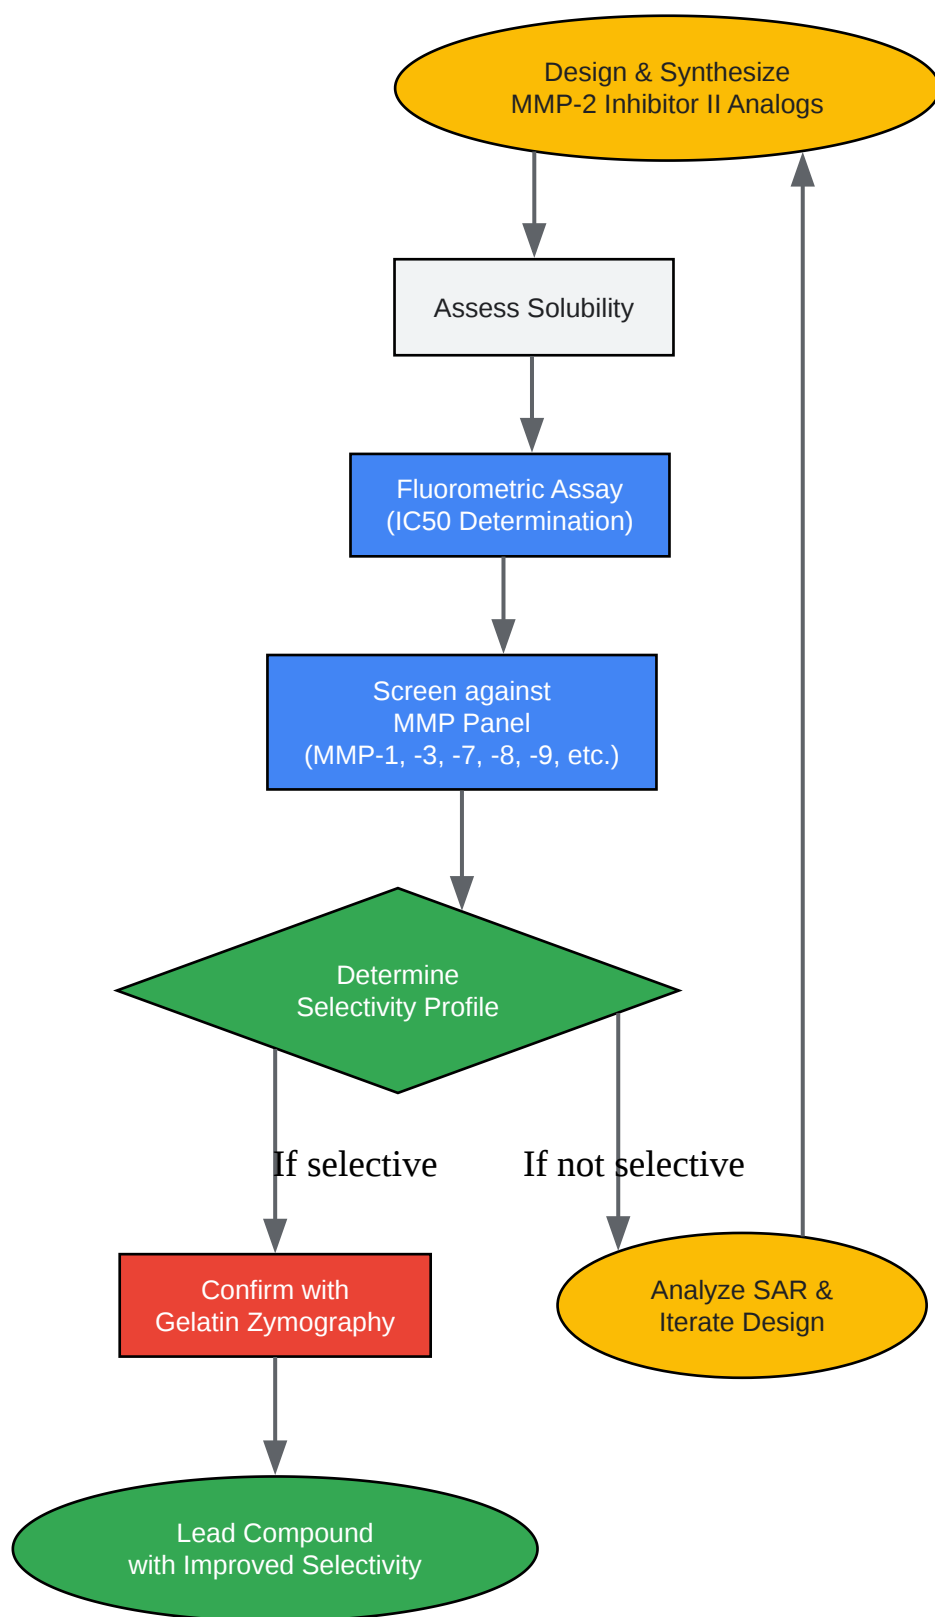 Design & Synthesize
MMP-2 Inhibitor II Analogs
Assess Solubility
Fluorometric Assay
(IC50 Determination)
Screen against
MMP Panel
(MMP-1, -3, -7, -8, -9, etc.)
Determine
Selectivity Profile
If selective
If not selective
Confirm with
Gelatin Zymography
Analyze SAR &
Iterate Design
Lead Compound
with Improved Selectivity